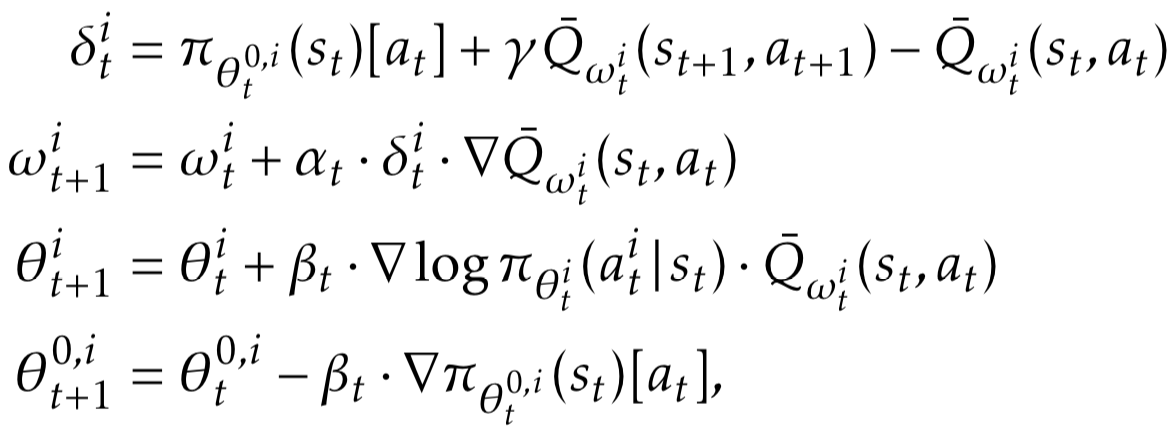 δ_t^i = π_{θ_t^{0,i}}(s_t)[a_t] + γ Q̄_{ω_t^i}(s_{t+1}, a_{t+1}) − Q̄_{ω_t^i}(s_t, a_t)
ω_{t+1}^i = ω_t^i + α_t · δ_t^i · ∇Q̄_{ω_t^i}(s_t, a_t)
θ_{t+1}^i = θ_t^i + β_t · ∇ log π_{θ_t^i}(a_t^i | s_t) · Q̄_{ω_t^i}(s_t, a_t)
θ_{t+1}^{0,i} = θ_t^{0,i} − β_t · ∇π_{θ_t^{0,i}}(s_t)[a_t],